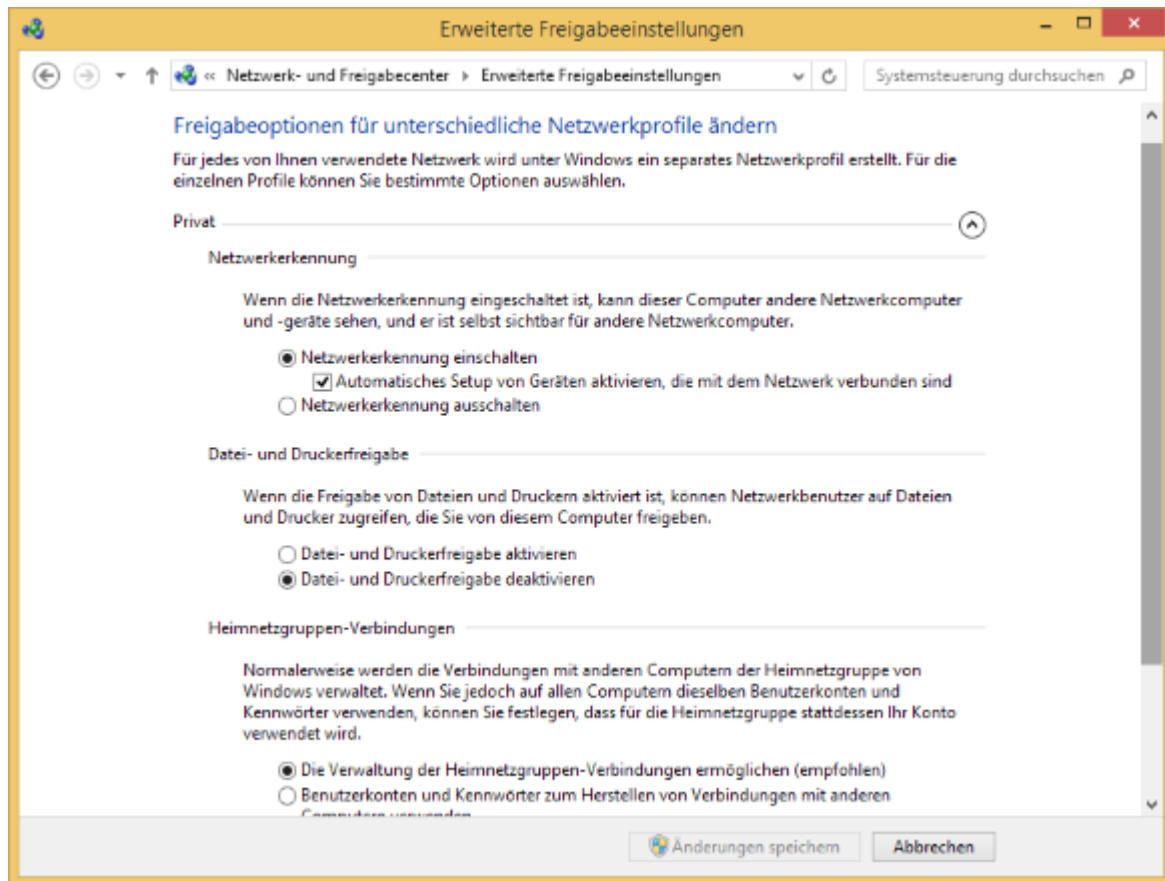 Erweiterte Freigabeeinstellungen
« Netzwerk- und Freigabecenter Erweiterte Freigabeeinstellungen
Systemsteuerung durchsuchen
Freigabeoptionen für unterschiedliche Netzwerkprofile ändern
Für jedes von Ihnen verwendete Netzwerk wird unter Windows ein separates Netzwerkprofil erstellt. Für die
einzelnen Profile können Sie bestimmte Optionen auswählen.
Privat
Netzwerkerkennung
Wenn die Netzwerkerkennung eingeschaltet ist, kann dieser Computer andere Netzwerkcomputer
und -geräte sehen, und er ist selbst sichtbar für andere Netzwerkcomputer.
Netzwerkerkennung einschalten
Automatisches Setup von Geräten aktivieren, die mit dem Netzwerk verbunden sind
Netzwerkerkennung ausschalten
Datei- und Druckerfreigabe
Wenn die Freigabe von Dateien und Druckern aktiviert ist, können Netzwerkbenutzer auf Dateien
und Drucker zugreifen, die Sie von diesem Computer freigeben.
Datei- und Druckerfreigabe aktivieren
Datei- und Druckerfreigabe deaktivieren
Heimnetzgruppen-Verbindungen
Normalerweise werden die Verbindungen mit anderen Computern der Heimnetzgruppe von
Windows verwaltet. Wenn Sie jedoch auf allen Computern dieselben Benutzerkonten und
Kennwörter verwenden, können Sie festlegen, dass für die Heimnetzgruppe stattdessen Ihr Konto
verwendet wird.
Die Verwaltung der Heimnetzgruppen-Verbindungen ermöglichen (empfohlen)
Benutzerkonten und Kennwörter zum Herstellen von Verbindungen mit anderen
Computern verwenden
Änderungen speichern
Abbrechen